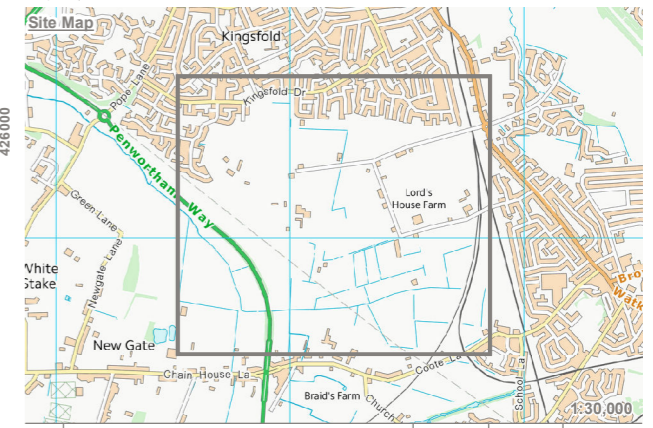 Site Map
Kingsfold
Pope Lane
Kingsfold Dr
426000
Penwortham Way
Lord's
House Farm
Green Lane
Newgate Lane
White
Stake
New Gate
Chain House La
Coote La
Braid's Farm
Church
School La
1:30,000